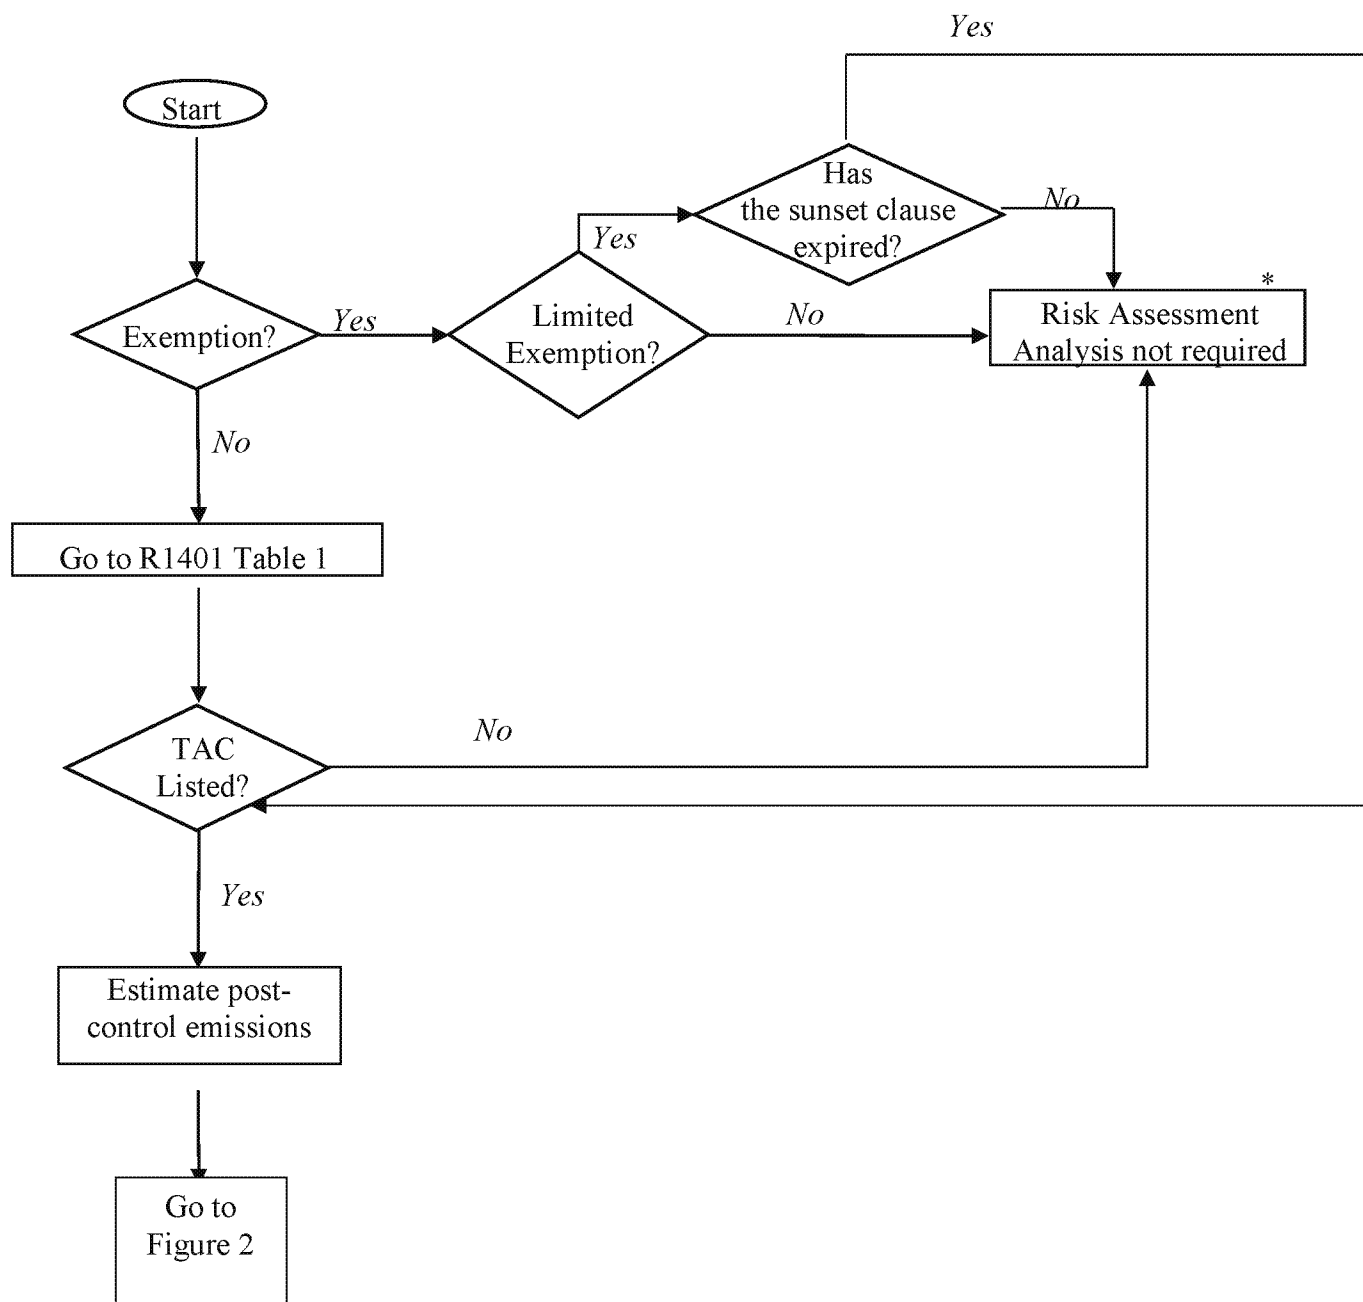 Yes
Start
Has
the sunset clause
expired?
No
Yes
*
Exemption?
Yes
Limited
Exemption?
No
Risk Assessment
Analysis not required
No
Go to R1401 Table 1
TAC
Listed?
No
Yes
Estimate post-
control emissions
Go to
Figure 2